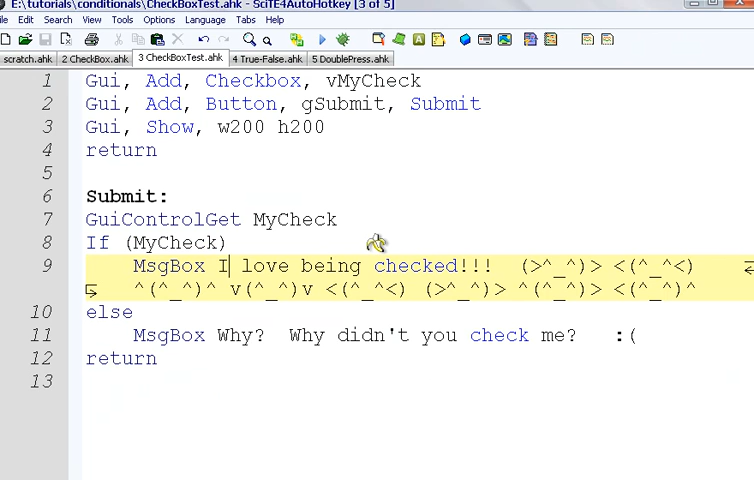 E:\tutorials\conditionals\CheckBoxTest.ahk - SciTE4AutoHotkey [3 of 5]
Edit Search View Tools Options Language Tabs Help
scratch.ahk 2 CheckBox.ahk 3 CheckBoxTest.ahk 4 True-False.ahk 5 DoublePress.ahk
1 Gui, Add, Checkbox, vMyCheck
2 Gui, Add, Button, gSubmit, Submit
3 Gui, Show, w200 h200
4 return
5
6 Submit:
7 GuiControlGet MyCheck
8 If (MyCheck)
9 MsgBox I love being checked!!! (>^_^)> <(^_^<)
^(^_^)^ v(^_^)v <(^_^<) (>^_^)> ^(^_^)> <(^_^)^
10 else
11 MsgBox Why? Why didn't you check me? :(
12 return
13